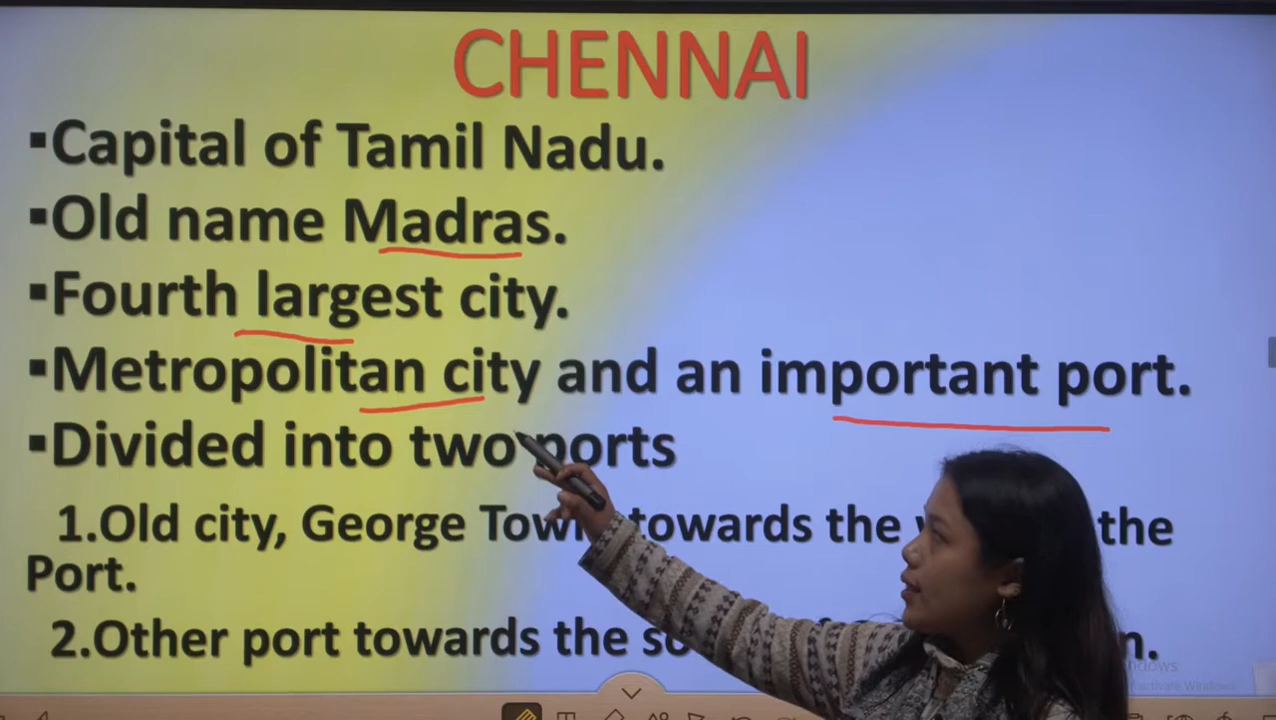 CHENNAI
▪Capital of Tamil Nadu.
▪Old name Madras.
▪Fourth largest city.
▪Metropolitan city and an important port.
▪Divided into two ports
1.Old city, George Town towards the the
Port.
2.Other port towards the